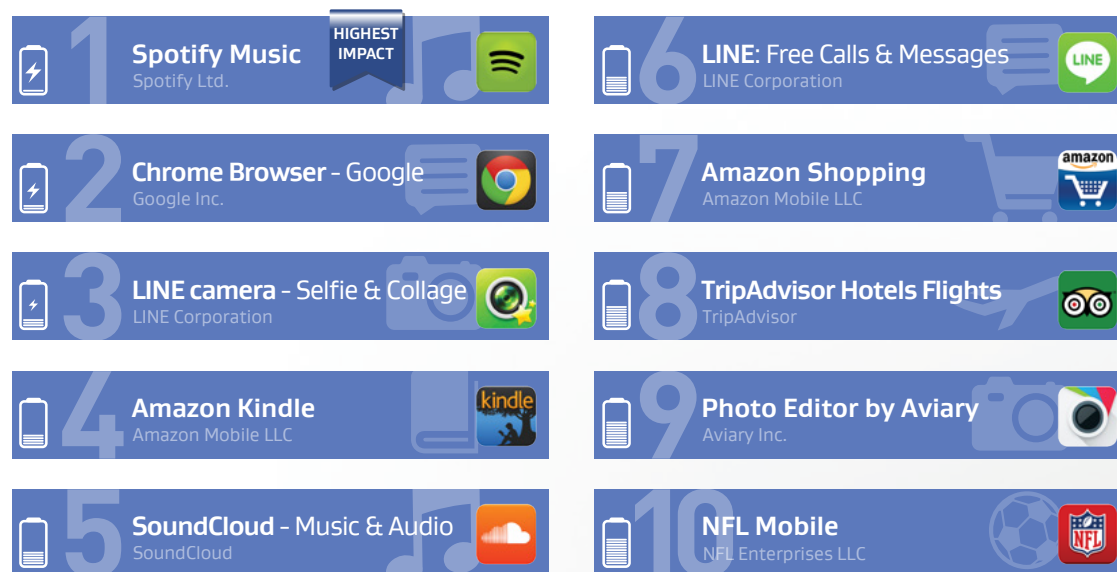 1
Spotify Music
Spotify Ltd.
HIGHEST
IMPACT
2
Chrome Browser - Google
Google Inc.
3
LINE camera - Selfie & Collage
LINE Corporation
4
Amazon Kindle
Amazon Mobile LLC
kindle
5
SoundCloud - Music & Audio
SoundCloud
6
LINE: Free Calls & Messages
LINE Corporation
LINE
7
Amazon Shopping
Amazon Mobile LLC
amazon
8
TripAdvisor Hotels Flights
TripAdvisor
9
Photo Editor by Aviary
Aviary Inc.
10
NFL Mobile
NFL Enterprises LLC
NFL